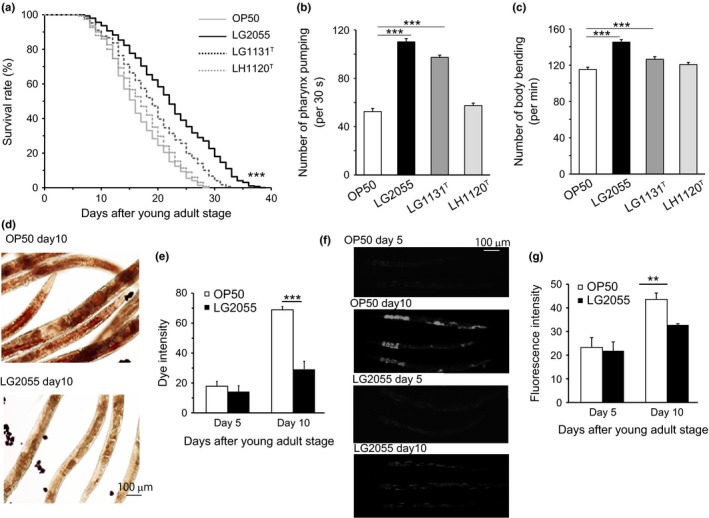 (a)
OP50
LG2055
LG1131ᵀ
LH1120ᵀ
Survival rate (%)
100
80
60
40
20
0
***
0 10 20 30 40
Days after young adult stage
(b)
Number of pharynx pumping
(per 30 s)
120
80
40
0
***
***
OP50 LG2055 LG1131ᵀ LH1120ᵀ
(c)
Number of body bending
(per min)
160
120
80
40
0
***
***
OP50 LG2055 LG1131ᵀ LH1120ᵀ
(d)
OP50 day10
LG2055 day10
100 μm
(e)
OP50
LG2055
Dye intensity
80
60
40
20
0
***
Day 5 Day 10
Days after young adult stage
(f)
OP50 day 5
100 μm
OP50 day10
LG2055 day 5
LG2055 day10
(g)
OP50
LG2055
Fluorescence intensity
50
40
30
20
10
0
**
Day 5 Day 10
Days after young adult stage